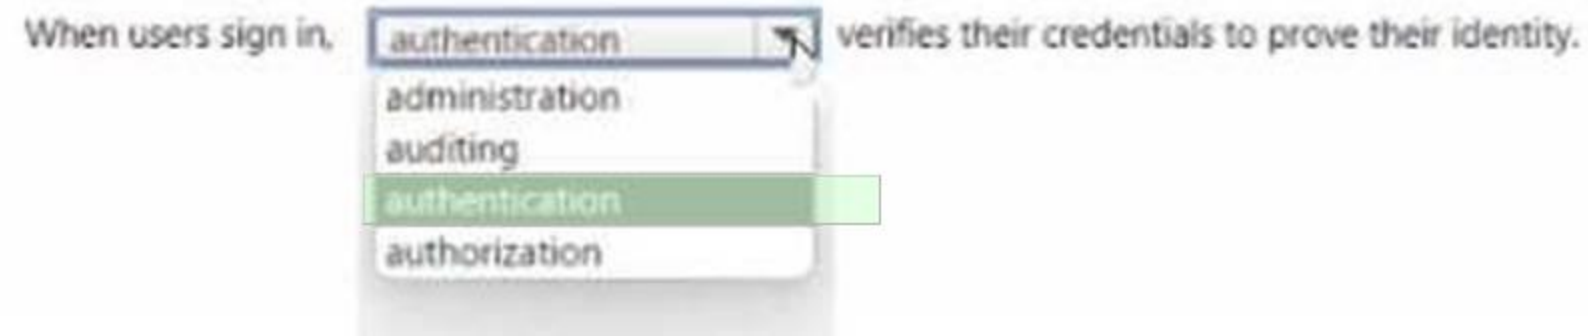 When users sign in, authentication verifies their credentials to prove their identity.
administration
auditing
authentication
authorization